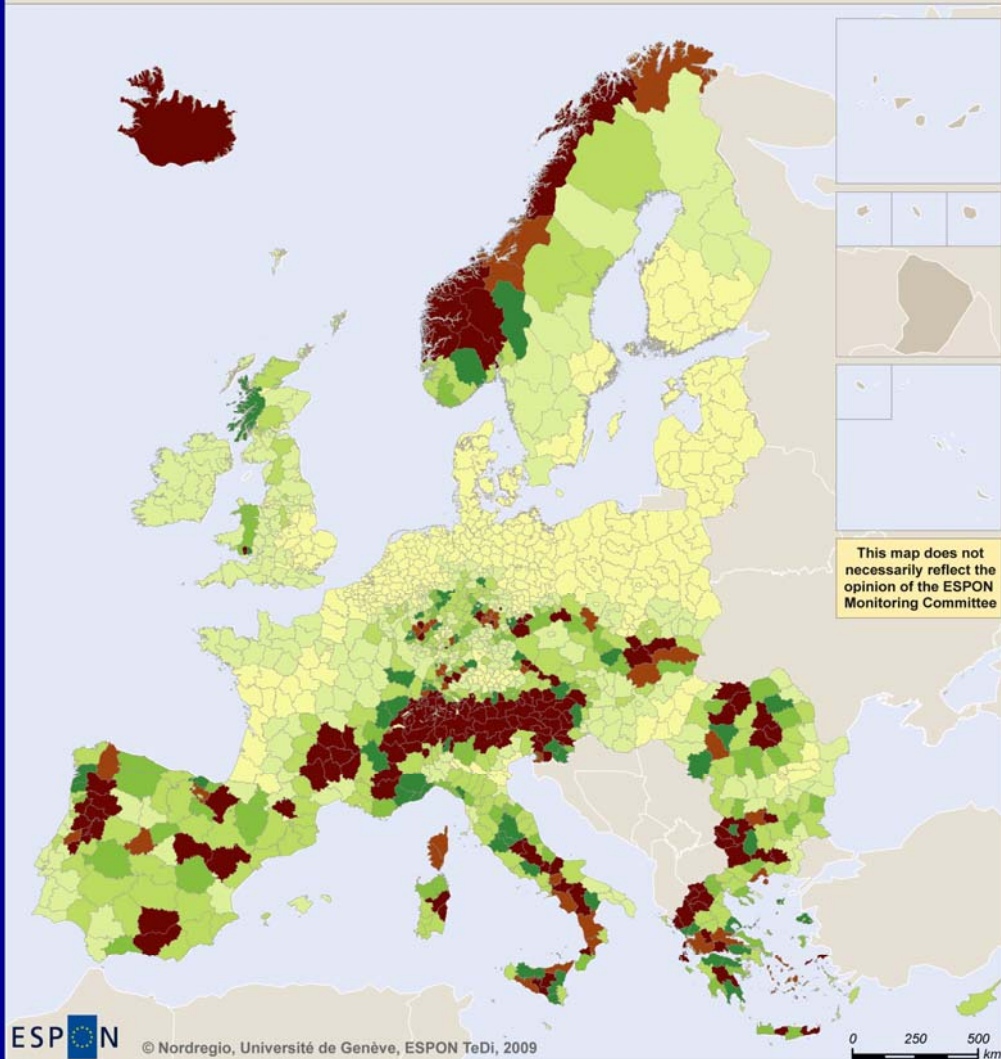 This map does not
necessarily reflect the
opinion of the ESPON
Monitoring Committee
ESPON
© Nordregio, Université de Genève, ESPON TeDi, 2009
0 250 500
km